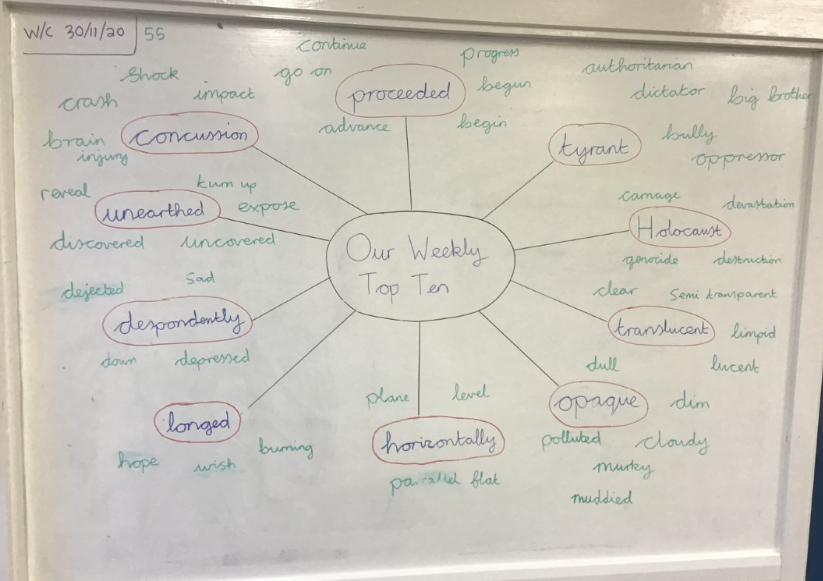 W/C 30/11/20
55
Our Weekly
Top Ten
proceeded
continue
go on
progress
begun
begin
advance
tyrant
authoritarian
dictator
big brother
bully
oppressor
Holocaust
carnage
devastation
genocide
destruction
translucent
clear
Semi transparent
limpid
lucent
opaque
dull
dim
polluted
cloudy
murky
muddied
horizontally
plane
level
parallel
flat
longed
hope
wish
burning
despondently
dejected
sad
down
depressed
unearthed
reveal
turn up
expose
discovered
uncovered
concussion
shock
crash
impact
brain
injury